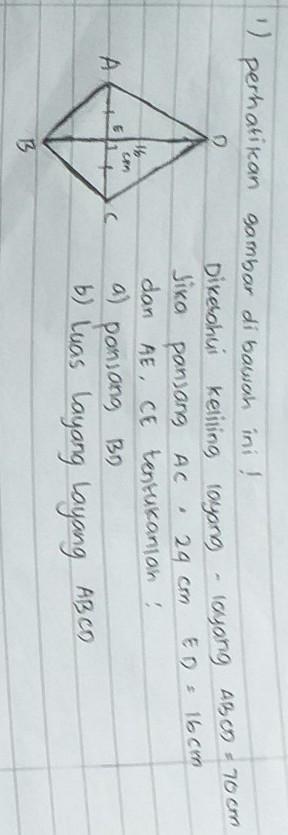 1) perhatikan gambar di bawah ini !
D
16
cm
A
E
C
B
Diketahui keliling layang - layang ABCD = 70 cm
Jika panjang AC = 24 cm ED = 16 cm
dan AE, CE tentukanlah !
a) panjang BD
b) Luas layang layang ABCD